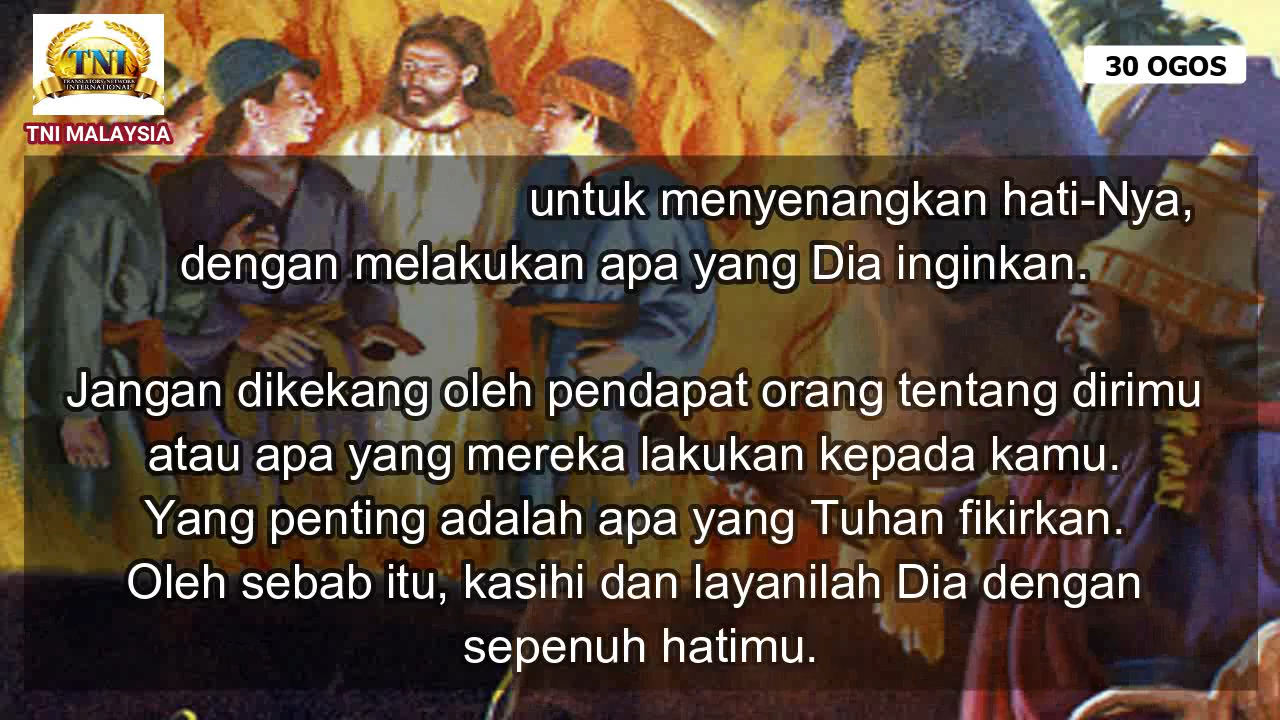 TNI
TRANSLATORS NETWORK
INTERNATIONAL
TNI MALAYSIA
30 OGOS
untuk menyenangkan hati-Nya,
dengan melakukan apa yang Dia inginkan.
Jangan dikekang oleh pendapat orang tentang dirimu
atau apa yang mereka lakukan kepada kamu.
Yang penting adalah apa yang Tuhan fikirkan.
Oleh sebab itu, kasihi dan layanilah Dia dengan
sepenuh hatimu.